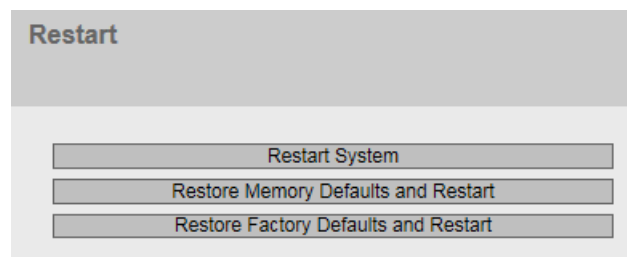 Restart
Restart System
Restore Memory Defaults and Restart
Restore Factory Defaults and Restart